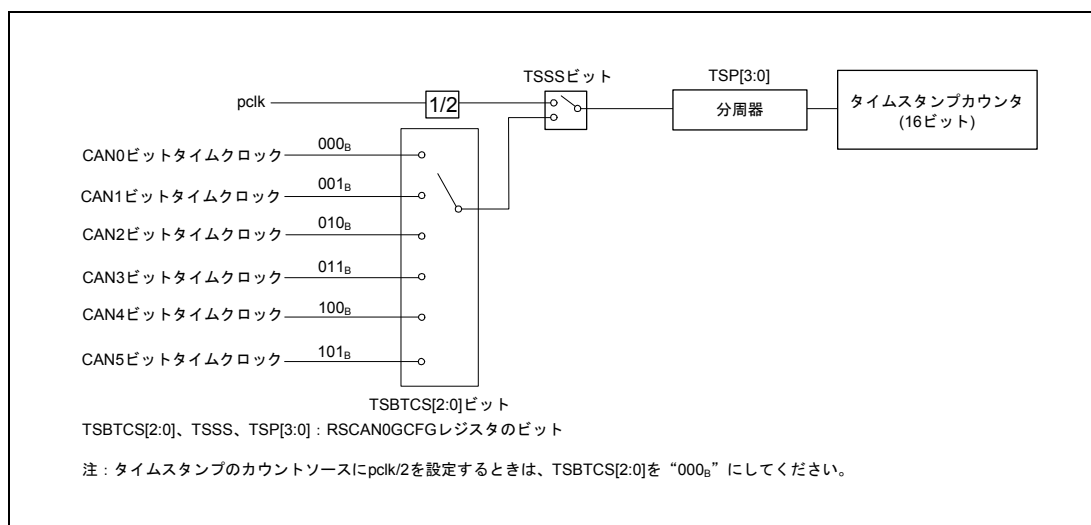 TSSSビット
TSP[3:0]
pclk
1/2
分周器
タイムスタンプカウンタ
(16ビット)
CAN0ビットタイムクロック
000B
CAN1ビットタイムクロック
001B
CAN2ビットタイムクロック
010B
CAN3ビットタイムクロック
011B
CAN4ビットタイムクロック
100B
CAN5ビットタイムクロック
101B
TSBTCS[2:0]ビット
TSBTCS[2:0]、TSSS、TSP[3:0]：RSCAN0GCFGレジスタのビット
注：タイムスタンプのカウントソースにpclk/2を設定するときは、TSBTCS[2:0]を“000B”にしてください。